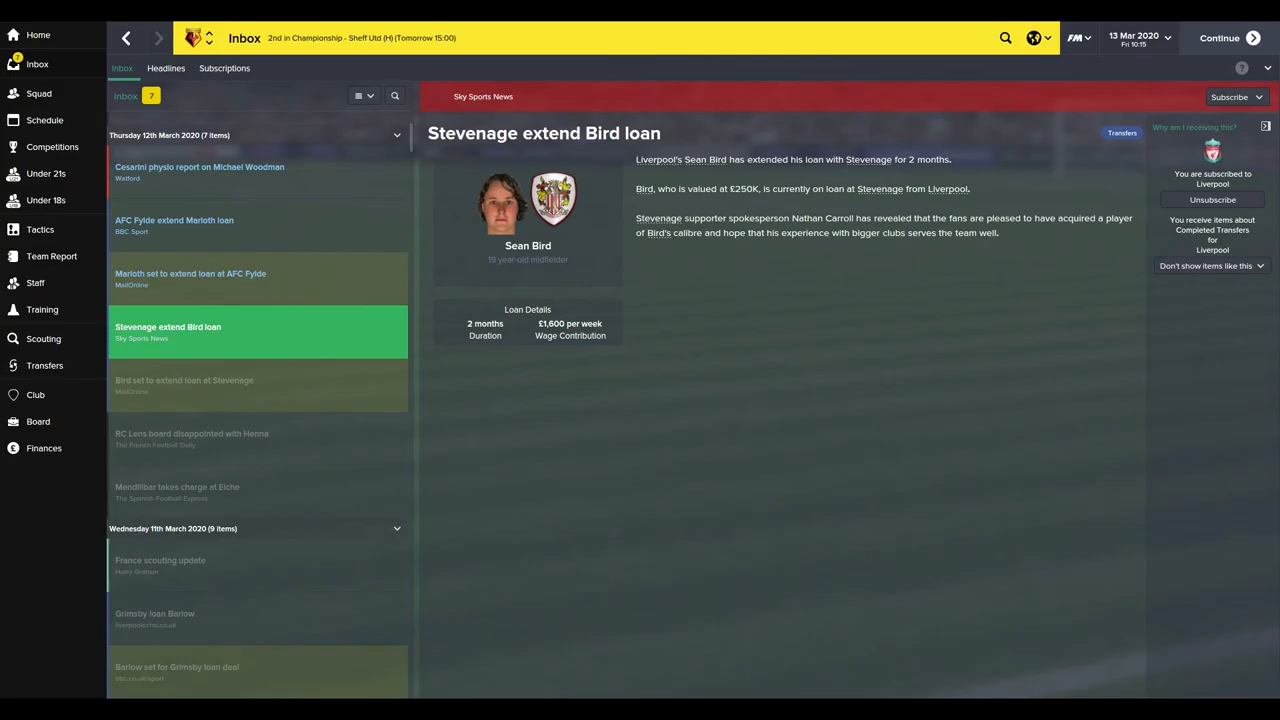 Home
Inbox
2nd in Championship - Sheff Utd (H) (Tomorrow 15:00)
FM
13 Mar 2020
Fri 10:15
Continue
7
Inbox
Squad
Schedule
Competitions
Under 21s
Under 18s
Tactics
Team Report
Staff
Training
Scouting
Transfers
Club
Board
Finances
Inbox
Headlines
Subscriptions
?
Inbox
7
Thursday 12th March 2020 (7 items)
Cesarini physio report on Michael Woodman
Watford
AFC Fylde extend Marloth loan
BBC Sport
Marloth set to extend loan at AFC Fylde
MailOnline
Stevenage extend Bird loan
Sky Sports News
Bird set to extend loan at Stevenage
MailOnline
RC Lens board disappointed with Henna
The French Football Daily
Mendilibar takes charge at Elche
The Spanish Football Express
Wednesday 11th March 2020 (9 items)
France scouting update
Harry Graham
Grimsby loan Barlow
liverpoolecho.co.uk
Barlow set for Grimsby loan deal
bbc.co.uk/sport
Sky Sports News
Subscribe
Stevenage extend Bird loan
Transfers
Sean Bird
19 year-old midfielder
Loan Details
2 months
£1,600 per week
Duration
Wage Contribution
Liverpool's Sean Bird has extended his loan with Stevenage for 2 months.
Bird, who is valued at £250K, is currently on loan at Stevenage from Liverpool.
Stevenage supporter spokesperson Nathan Carroll has revealed that the fans are pleased to have acquired a player
of Bird's calibre and hope that his experience with bigger clubs serves the team well.
Why am I receiving this?
You are subscribed to
Liverpool
Unsubscribe
You receive items about
Completed Transfers
for
Liverpool
Don't show items like this